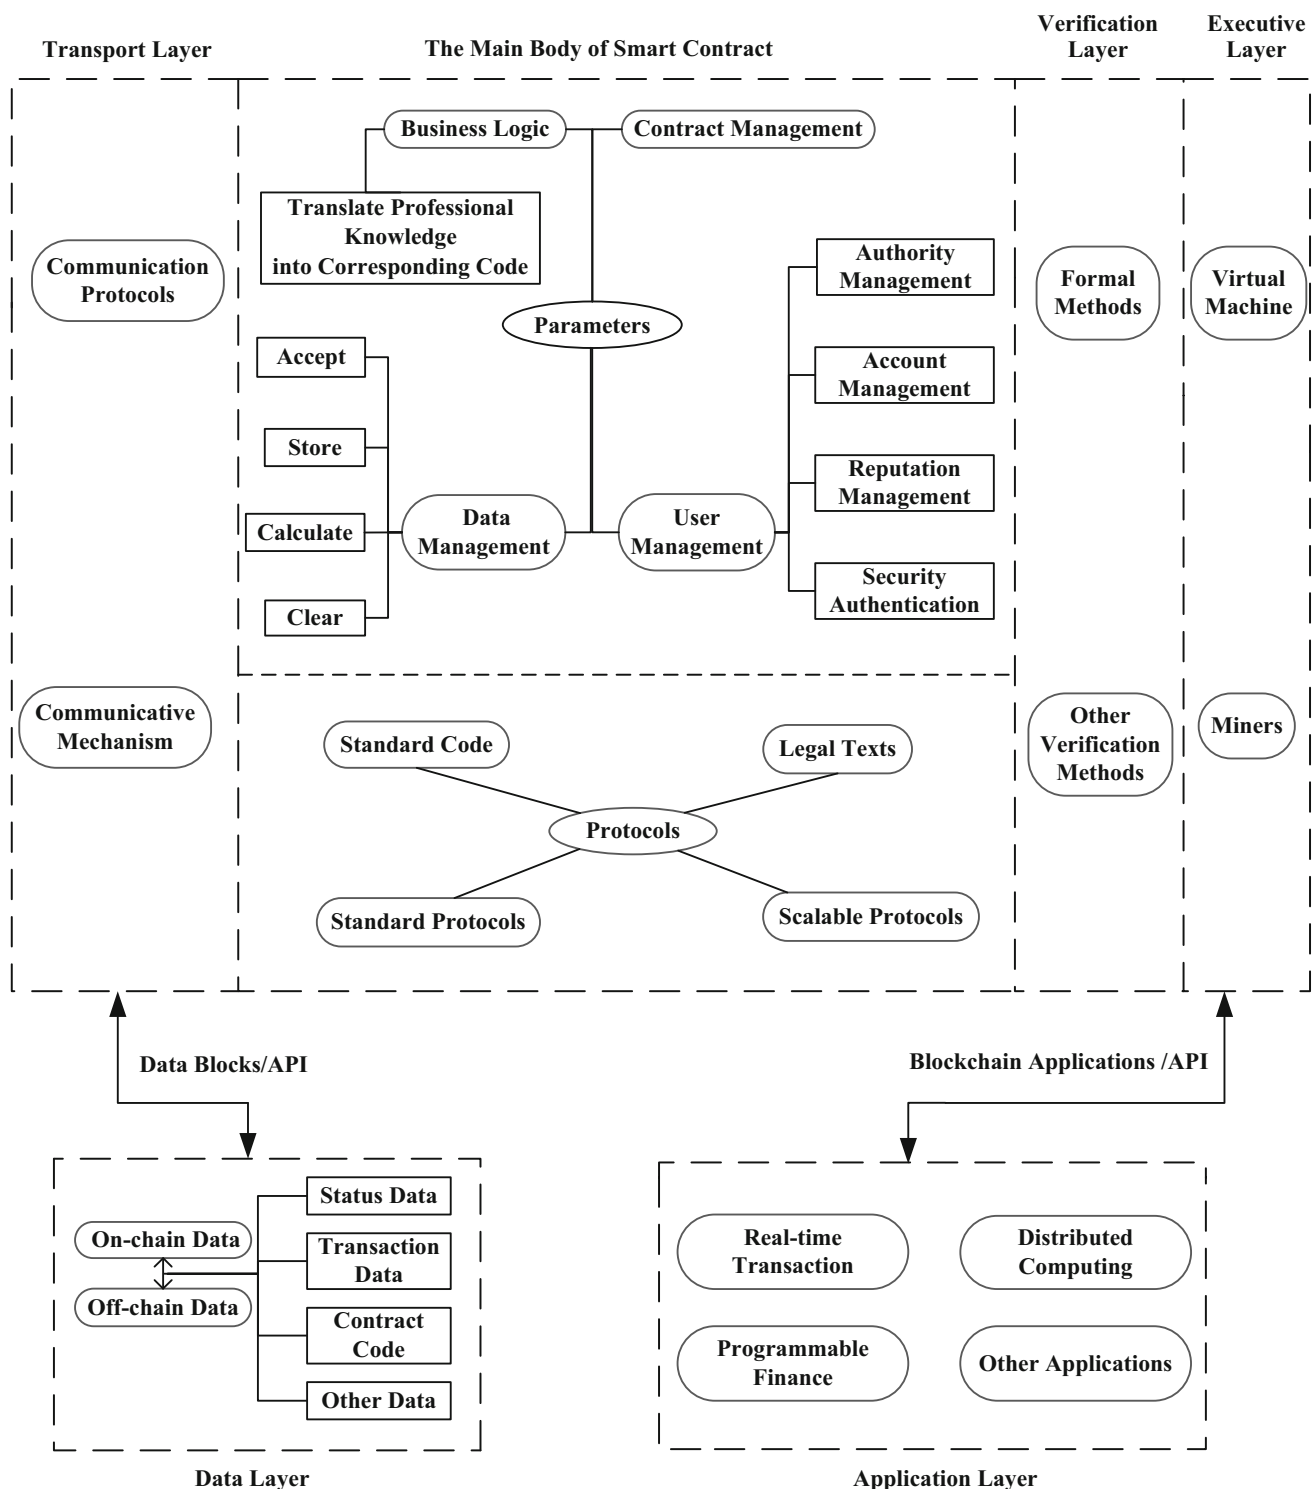 Transport Layer
The Main Body of Smart Contract
Verification
Layer
Executive
Layer
Business Logic
Contract Management
Translate Professional
Knowledge
into Corresponding Code
Communication
Protocols
Authority
Management
Formal
Methods
Virtual
Machine
Parameters
Accept
Account
Management
Store
Reputation
Management
Calculate
Data
Management
User
Management
Security
Authentication
Clear
Communicative
Mechanism
Standard Code
Legal Texts
Other
Verification
Methods
Miners
Protocols
Standard Protocols
Scalable Protocols
Data Blocks/API
Blockchain Applications /API
Status Data
On-chain Data
Transaction
Data
Off-chain Data
Contract
Code
Other Data
Real-time
Transaction
Distributed
Computing
Programmable
Finance
Other Applications
Data Layer
Application Layer